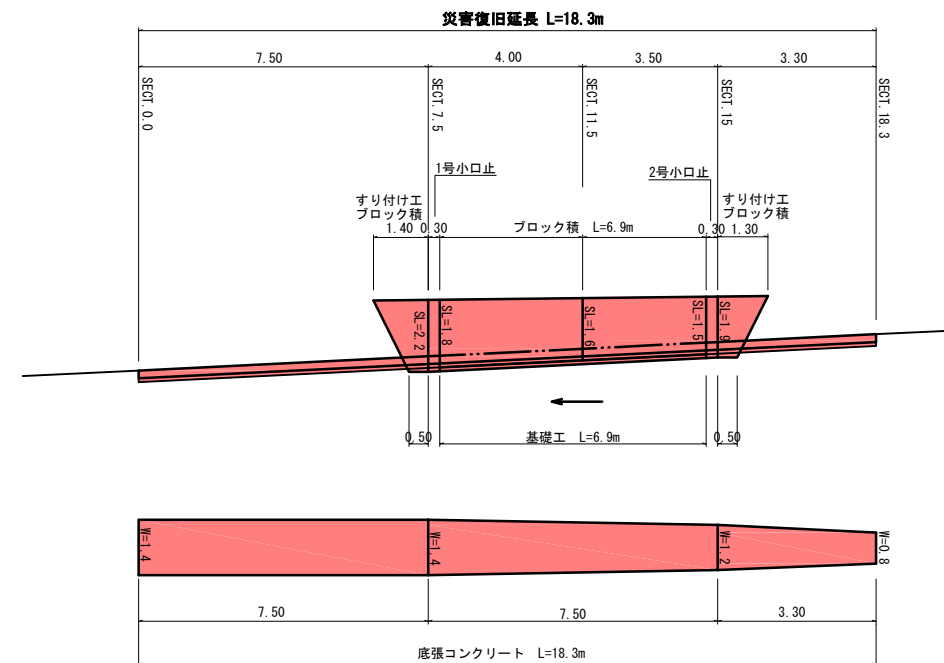 災害復旧延長 L=18.3m
7.50
4.00
3.50
3.30
SECT.0.0
SECT.7.5
SECT.11.5
SECT.15
SECT.18.3
1号小口止
2号小口止
すり付け工
ブロック積
すり付け工
ブロック積
1.40
0.30
ブロック積 L=6.9m
0.30
1.30
SL=2.2
SL=1.8
SL=1.6
SL=1.5
SL=1.9
0.50
基礎工 L=6.9m
0.50
W=1.4
W=1.4
W=1.2
W=0.8
7.50
7.50
3.30
底張コンクリート L=18.3m